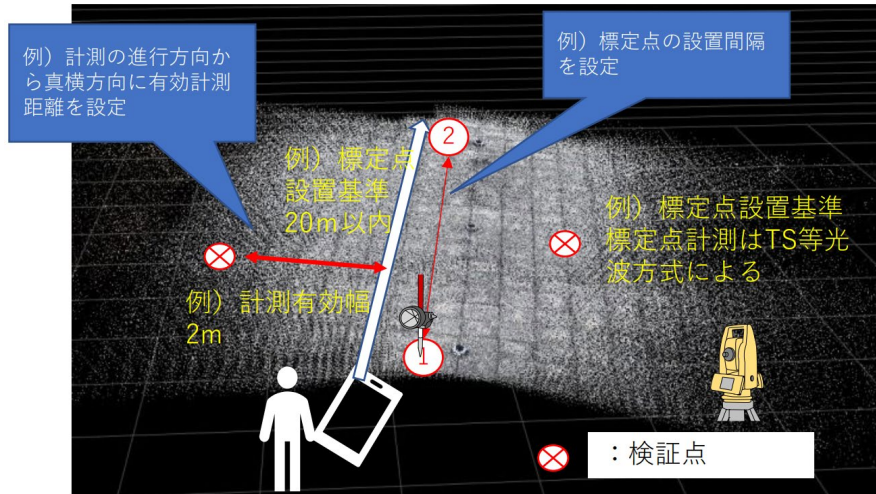 例）計測の進行方向か
ら真横方向に有効計測
距離を設定
例）標定点の設置間隔
を設定
②
例）標定点
設置基準
20m以内
例）標定点設置基準
標定点計測はTS等光
波方式による
例）計測有効幅
2m
①
：検証点